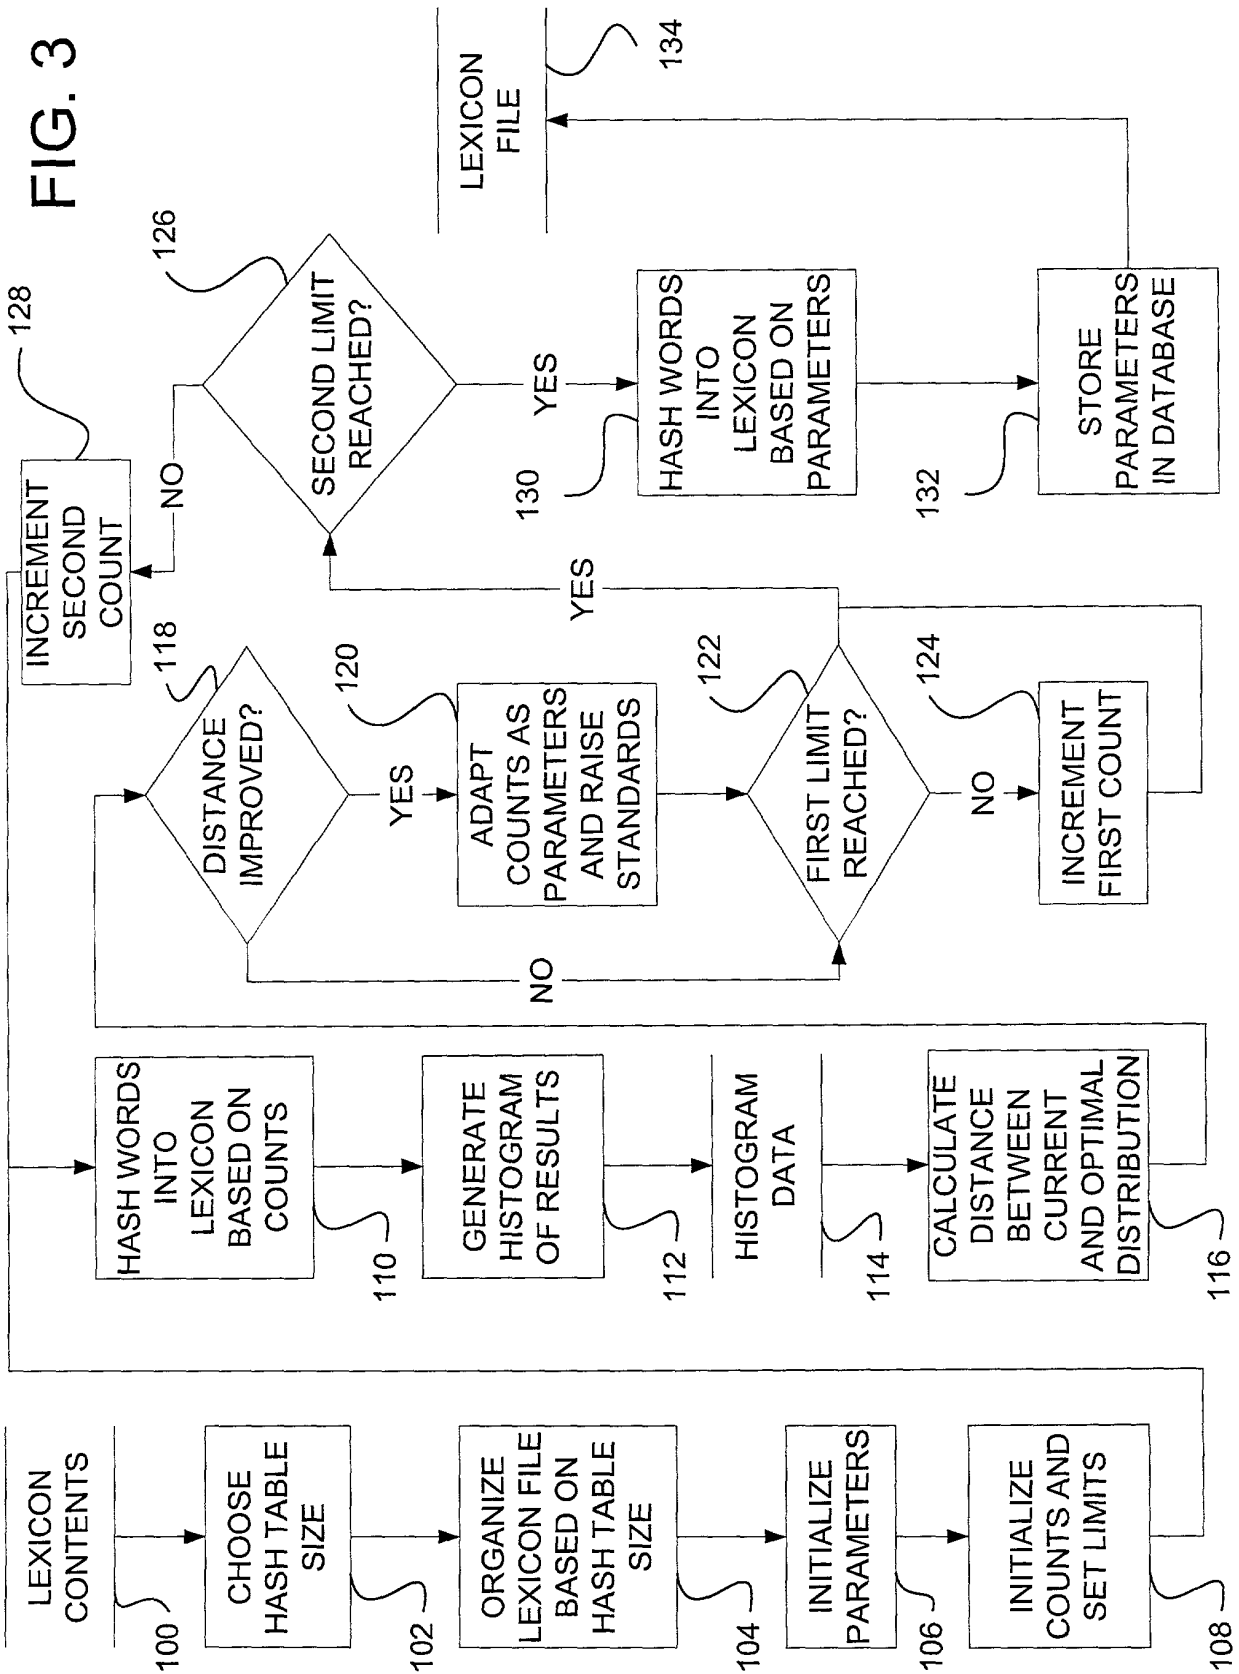 FIG. 3
LEXICON
CONTENTS
100
CHOOSE
HASH TABLE
SIZE
102
ORGANIZE
LEXICON FILE
BASED ON
HASH TABLE
SIZE
104
INITIALIZE
PARAMETERS
106
INITIALIZE
COUNTS AND
SET LIMITS
108
HASH WORDS
INTO
LEXICON
BASED ON
COUNTS
110
GENERATE
HISTOGRAM
OF RESULTS
112
HISTOGRAM
DATA
114
CALCULATE
DISTANCE
BETWEEN
CURRENT
AND OPTIMAL
DISTRIBUTION
116
DISTANCE
IMPROVED?
118
YES
NO
ADAPT
COUNTS AS
PARAMETERS
AND RAISE
STANDARDS
120
FIRST LIMIT
REACHED?
122
NO
YES
INCREMENT
FIRST COUNT
124
INCREMENT
SECOND
COUNT
128
NO
SECOND LIMIT
REACHED?
126
YES
HASH WORDS
INTO
LEXICON
BASED ON
PARAMETERS
130
STORE
PARAMETERS
IN DATABASE
132
LEXICON
FILE
134